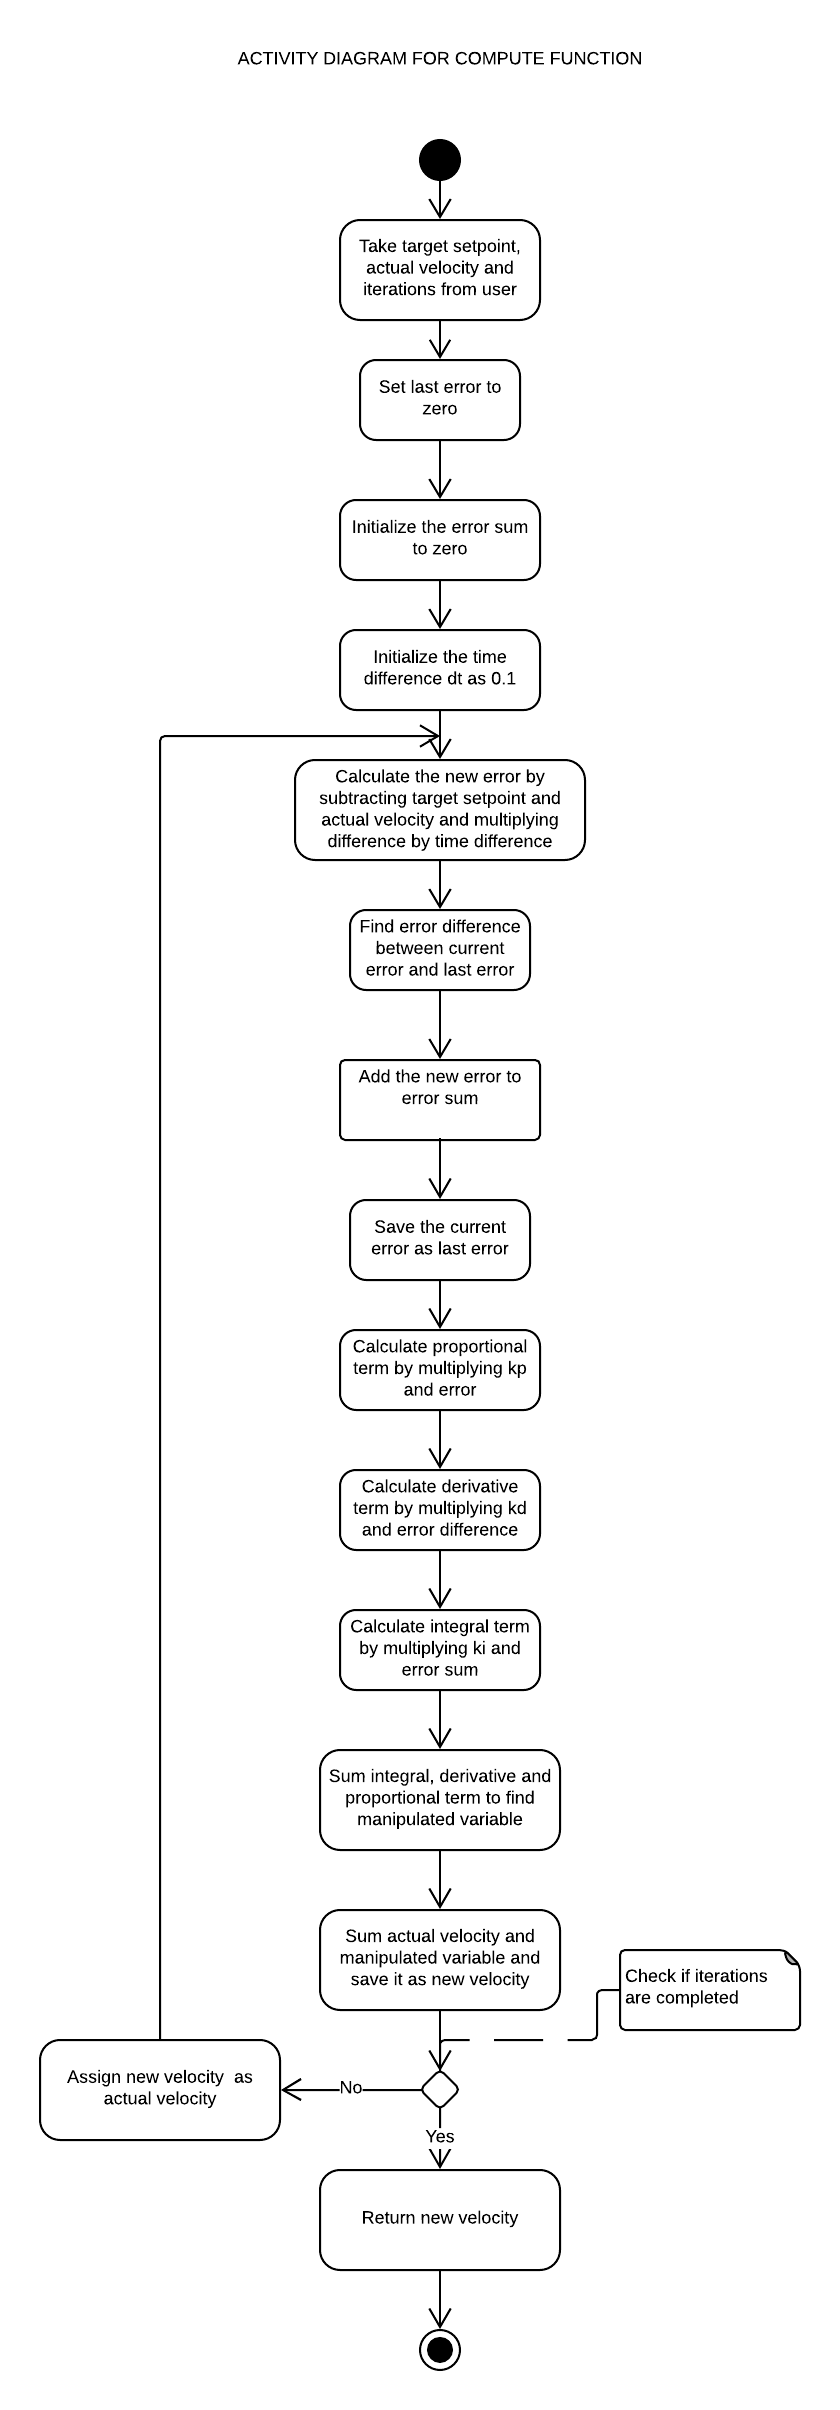 ACTIVITY DIAGRAM FOR COMPUTE FUNCTION
Take target setpoint,
actual velocity and
iterations from user
Set last error to
zero
Initialize the error sum
to zero
Initialize the time
difference dt as 0.1
Calculate the new error by
subtracting target setpoint and
actual velocity and multiplying
difference by time difference
Find error difference
between current
error and last error
Add the new error to
error sum
Save the current
error as last error
Calculate proportional
term by multiplying kp
and error
Calculate derivative
term by multiplying kd
and error difference
Calculate integral term
by multiplying ki and
error sum
Sum integral, derivative and
proportional term to find
manipulated variable
Sum actual velocity and
manipulated variable and
save it as new velocity
Check if iterations
are completed
Assign new velocity  as
actual velocity
No
Yes
Return new velocity